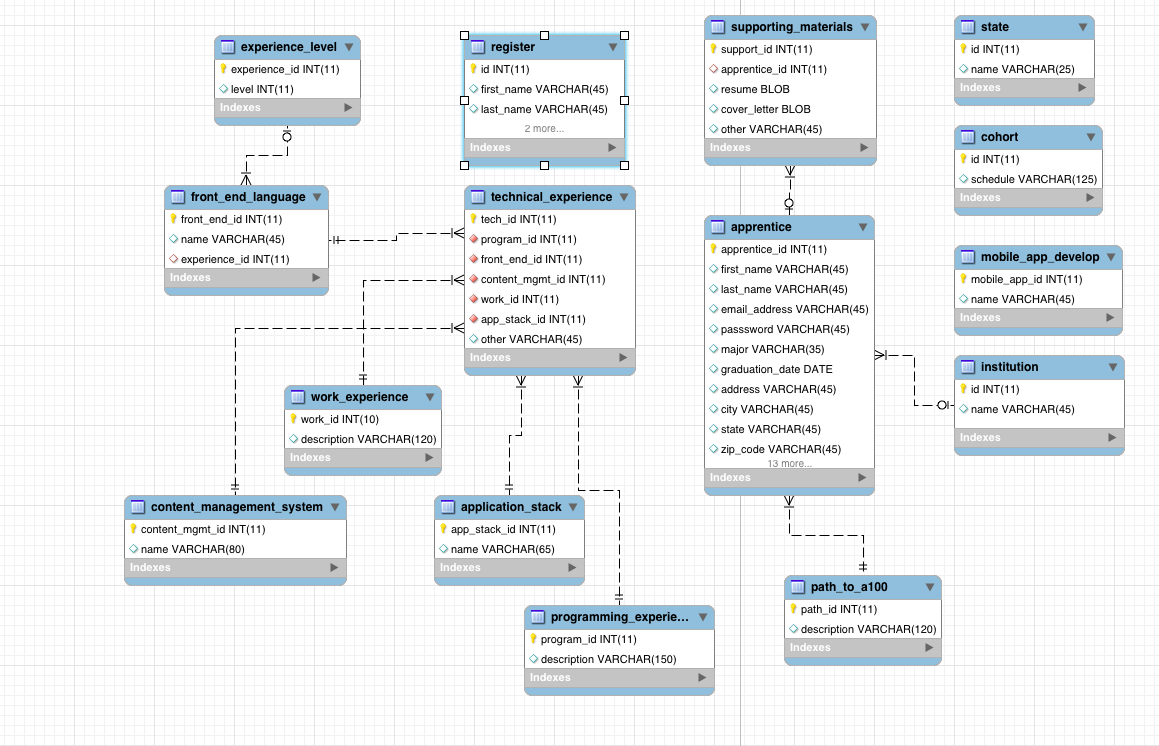 experience_level
experience_id INT(11)
level INT(11)
Indexes
register
id INT(11)
first_name VARCHAR(45)
last_name VARCHAR(45)
2 more...
Indexes
supporting_materials
support_id INT(11)
apprentice_id INT(11)
resume BLOB
cover_letter BLOB
other VARCHAR(45)
Indexes
state
id INT(11)
name VARCHAR(25)
Indexes
cohort
id INT(11)
schedule VARCHAR(125)
Indexes
front_end_language
front_end_id INT(11)
name VARCHAR(45)
experience_id INT(11)
Indexes
technical_experience
tech_id INT(11)
program_id INT(11)
front_end_id INT(11)
content_mgmt_id INT(11)
work_id INT(11)
app_stack_id INT(11)
other VARCHAR(45)
Indexes
apprentice
apprentice_id INT(11)
first_name VARCHAR(45)
last_name VARCHAR(45)
email_address VARCHAR(45)
passsword VARCHAR(45)
major VARCHAR(35)
graduation_date DATE
address VARCHAR(45)
city VARCHAR(45)
state VARCHAR(45)
zip_code VARCHAR(45)
13 more...
Indexes
mobile_app_develop
mobile_app_id INT(11)
name VARCHAR(45)
Indexes
institution
id INT(11)
name VARCHAR(45)
Indexes
work_experience
work_id INT(10)
description VARCHAR(120)
Indexes
content_management_system
content_mgmt_id INT(11)
name VARCHAR(80)
Indexes
application_stack
app_stack_id INT(11)
name VARCHAR(65)
Indexes
programming_experie...
program_id INT(11)
description VARCHAR(150)
Indexes
path_to_a100
path_id INT(11)
description VARCHAR(120)
Indexes